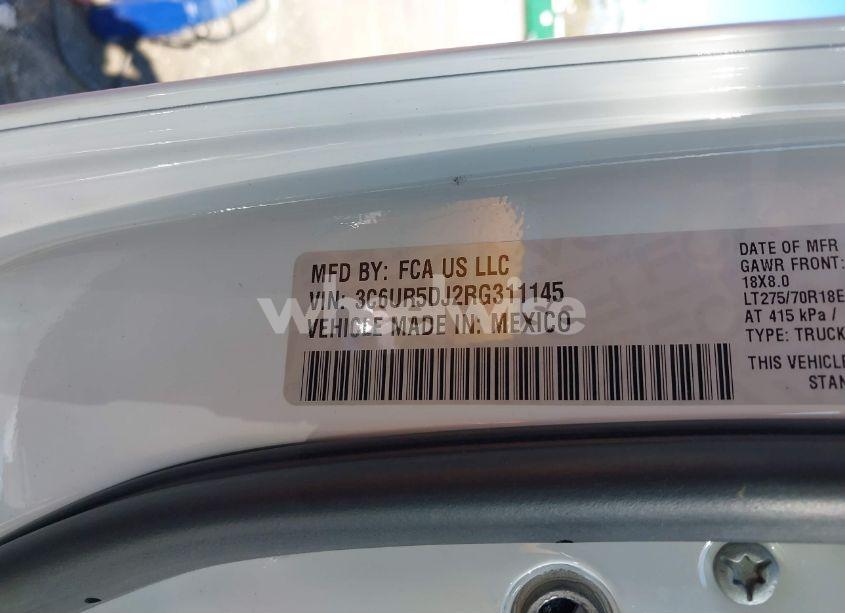 MFD BY: FCA US LLC
VIN: 3C6UR5DJ2RG311145
VEHICLE MADE IN: MEXICO
wheelwise
DATE OF MFR
GAWR FRONT:
18X8.0
LT275/70R18E
AT 415 kPa /
TYPE: TRUCK
THIS VEHICLE
STAN